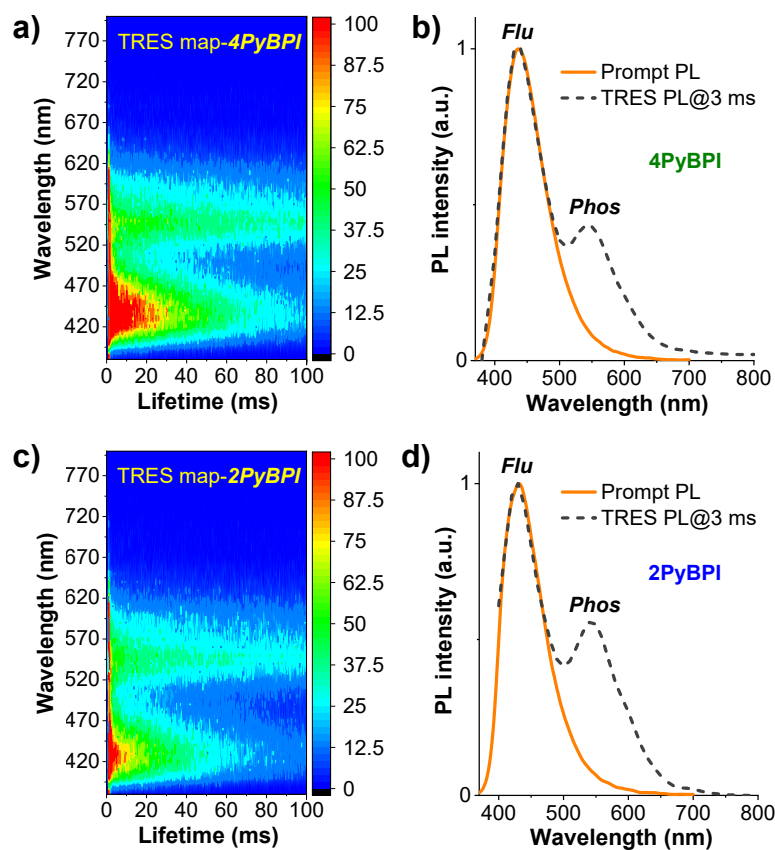 a)
TRES map-4PyBPI
770
720
670
620
570
520
470
420
Wavelength (nm)
0
20
40
60
80
100
Lifetime (ms)
100
87.5
75
62.5
50
37.5
25
12.5
0
b)
Flu
Prompt PL
TRES PL@3 ms
4PyBPI
Phos
1
0
PL intensity (a.u.)
400
500
600
700
800
Wavelength (nm)
c)
TRES map-2PyBPI
770
720
670
620
570
520
470
420
Wavelength (nm)
0
20
40
60
80
100
Lifetime (ms)
100
87.5
75
62.5
50
37.5
25
12.5
0
d)
Flu
Prompt PL
TRES PL@3 ms
2PyBPI
Phos
1
0
PL intensity (a.u.)
400
500
600
700
800
Wavelength (nm)